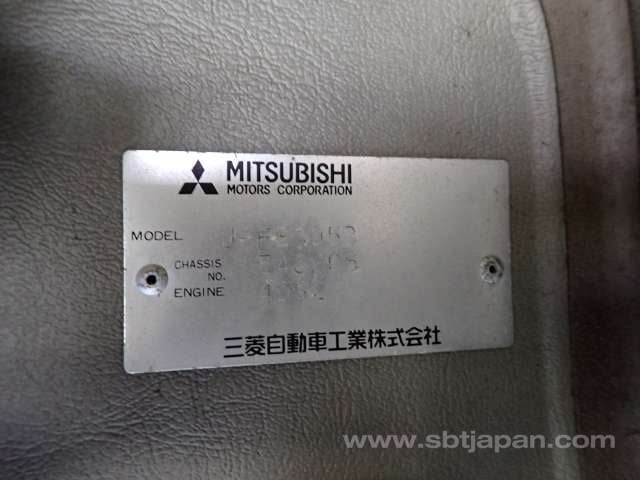 MITSUBISHI
MOTORS CORPORATION
MODEL
CHASSIS
NO.
ENGINE
三菱自動車工業株式会社
www.sbtjapan.com